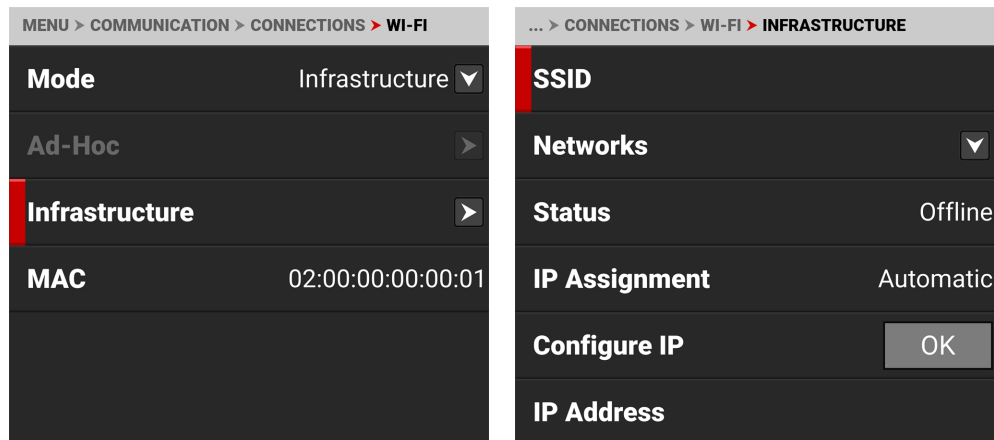 MENU > COMMUNICATION > CONNECTIONS > WI-FI
Mode Infrastructure
Ad-Hoc
Infrastructure
MAC 02:00:00:00:00:01
... > CONNECTIONS > WI-FI > INFRASTRUCTURE
SSID
Networks
Status Offline
IP Assignment Automatic
Configure IP OK
IP Address